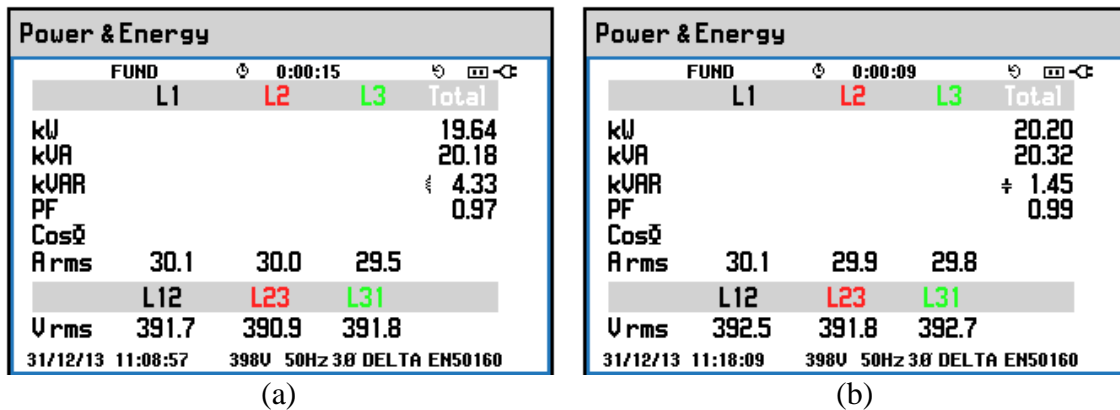 Power & Energy
FUND 0:00:15
L1 L2 L3 Total
kW 19.64
kVA 20.18
kVAR 4.33
PF 0.97
CosΦ
A rms 30.1 30.0 29.5
L12 L23 L31
V rms 391.7 390.9 391.8
31/12/13 11:08:57 398V 50Hz 3Ø DELTA EN50160
(a)
Power & Energy
FUND 0:00:09
L1 L2 L3 Total
kW 20.20
kVA 20.32
kVAR 1.45
PF 0.99
CosΦ
A rms 30.1 29.9 29.8
L12 L23 L31
V rms 392.5 391.8 392.7
31/12/13 11:18:09 398V 50Hz 3Ø DELTA EN50160
(b)